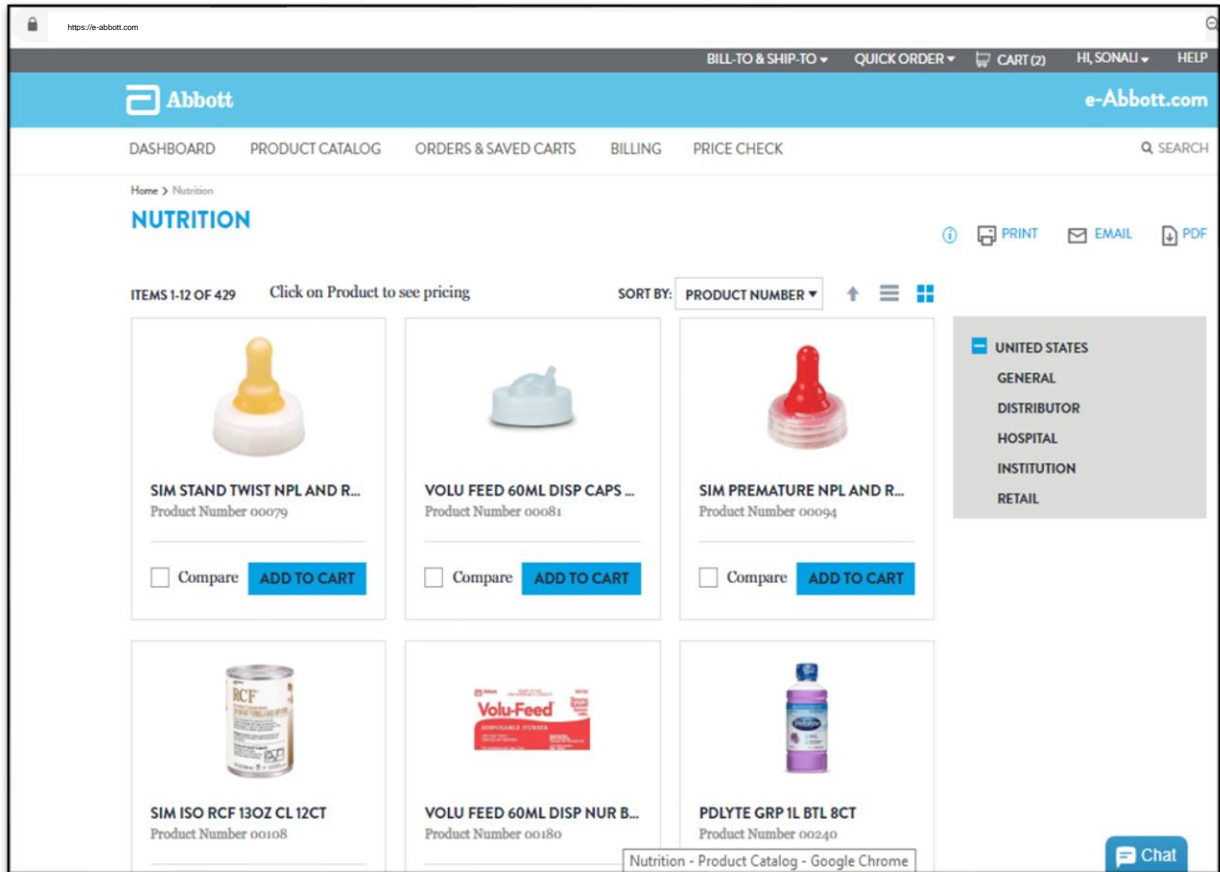 https://e-abbott.com
BILL-TO & SHIP-TO QUICK ORDER CART (2) HI, SONALI HELP
Abbott e-Abbott.com
DASHBOARD PRODUCT CATALOG ORDERS & SAVED CARTS BILLING PRICE CHECK SEARCH
Home > Nutrition
NUTRITION
PRINT EMAIL PDF
ITEMS 1-12 OF 429 Click on Product to see pricing SORT BY: PRODUCT NUMBER
UNITED STATES
GENERAL
DISTRIBUTOR
HOSPITAL
INSTITUTION
RETAIL
SIM STAND TWIST NPL AND R... VOLU FEED 60ML DISP CAPS ... SIM PREMATURE NPL AND R...
Product Number 00079 Product Number 00081 Product Number 00094
Compare ADD TO CART Compare ADD TO CART Compare ADD TO CART
RCF
Volu-Feed
DISPOSABLE NURSER
Pedialyte
SIM ISO RCF 13OZ CL 12CT VOLU FEED 60ML DISP NUR B... PDLYTE GRP 1L BTL 8CT
Product Number 00108 Product Number 00180 Product Number 00240
Nutrition - Product Catalog - Google Chrome
Chat